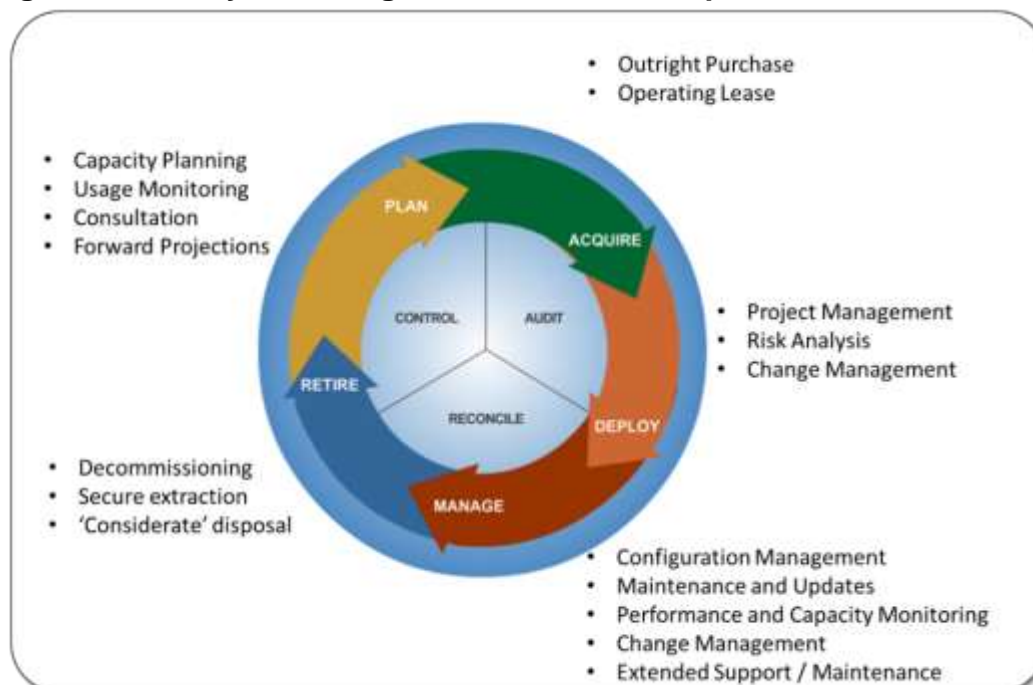 • Outright Purchase
• Operating Lease
• Capacity Planning
• Usage Monitoring
• Consultation
• Forward Projections
PLAN
ACQUIRE
CONTROL
AUDIT
• Project Management
• Risk Analysis
• Change Management
RETIRE
RECONCILE
DEPLOY
• Decommissioning
• Secure extraction
• ‘Considerate’ disposal
MANAGE
• Configuration Management
• Maintenance and Updates
• Performance and Capacity Monitoring
• Change Management
• Extended Support / Maintenance